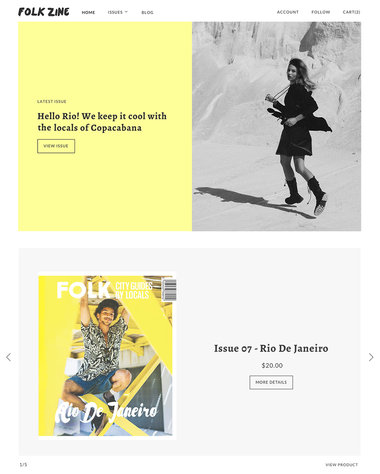 FOLK ZINE
HOME
ISSUES
BLOG
ACCOUNT
FOLLOW
CART(2)
LATEST ISSUE
Hello Rio! We keep it cool with
the locals of Copacabana
VIEW ISSUE
FOLK CITY GUIDES
BY LOCALS
Rio De Janeiro
Issue 07 - Rio De Janeiro
$20.00
MORE DETAILS
1/5
VIEW PRODUCT